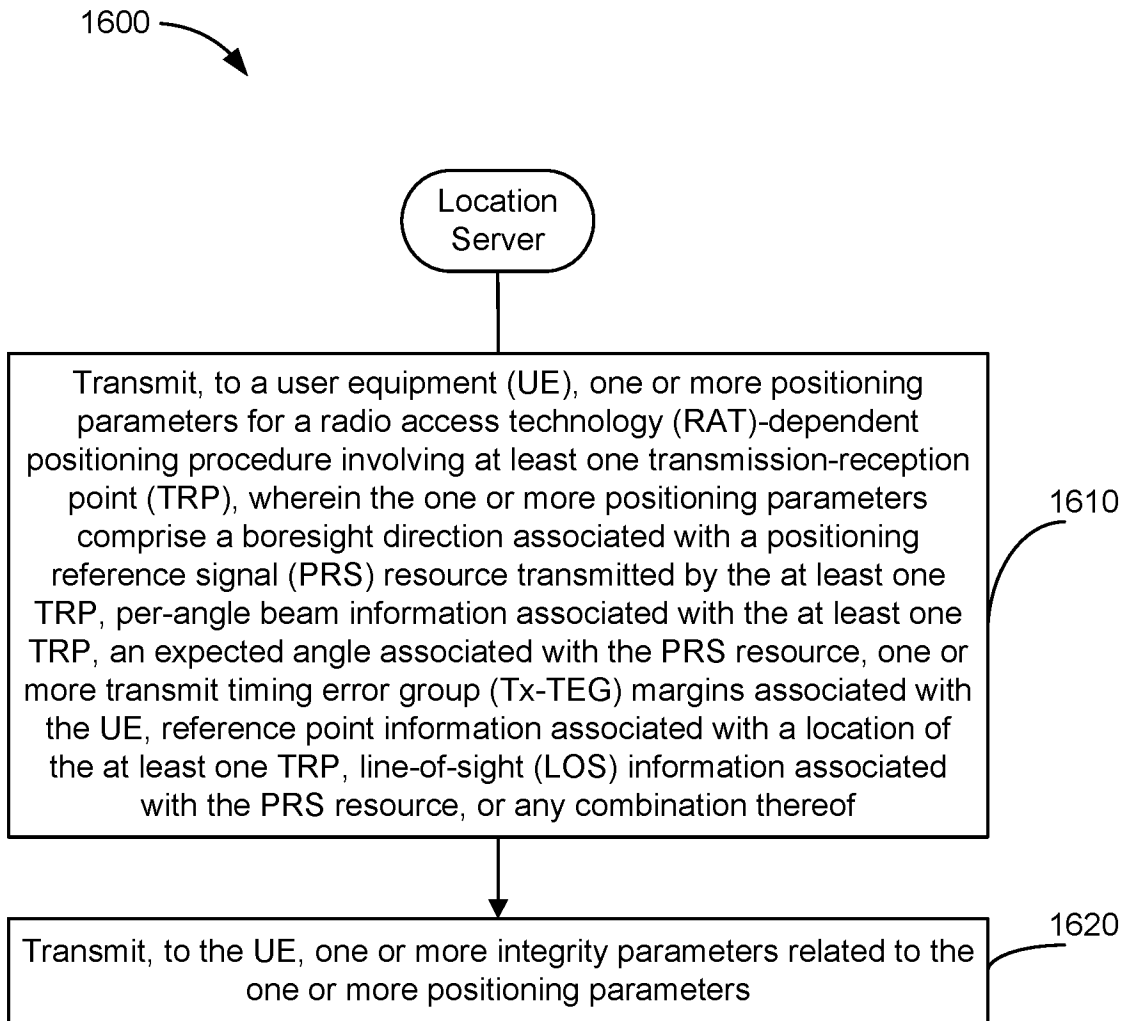 1600
Location
Server
Transmit, to a user equipment (UE), one or more positioning
parameters for a radio access technology (RAT)-dependent
positioning procedure involving at least one transmission-reception
point (TRP), wherein the one or more positioning parameters
comprise a boresight direction associated with a positioning
reference signal (PRS) resource transmitted by the at least one
TRP, per-angle beam information associated with the at least one
TRP, an expected angle associated with the PRS resource, one or
more transmit timing error group (Tx-TEG) margins associated with
the UE, reference point information associated with a location of
the at least one TRP, line-of-sight (LOS) information associated
with the PRS resource, or any combination thereof
1610
Transmit, to the UE, one or more integrity parameters related to the
one or more positioning parameters
1620